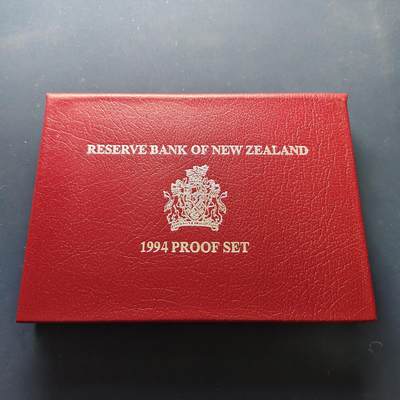 RESERVE BANK OF NEW ZEALAND
1994 PROOF SET